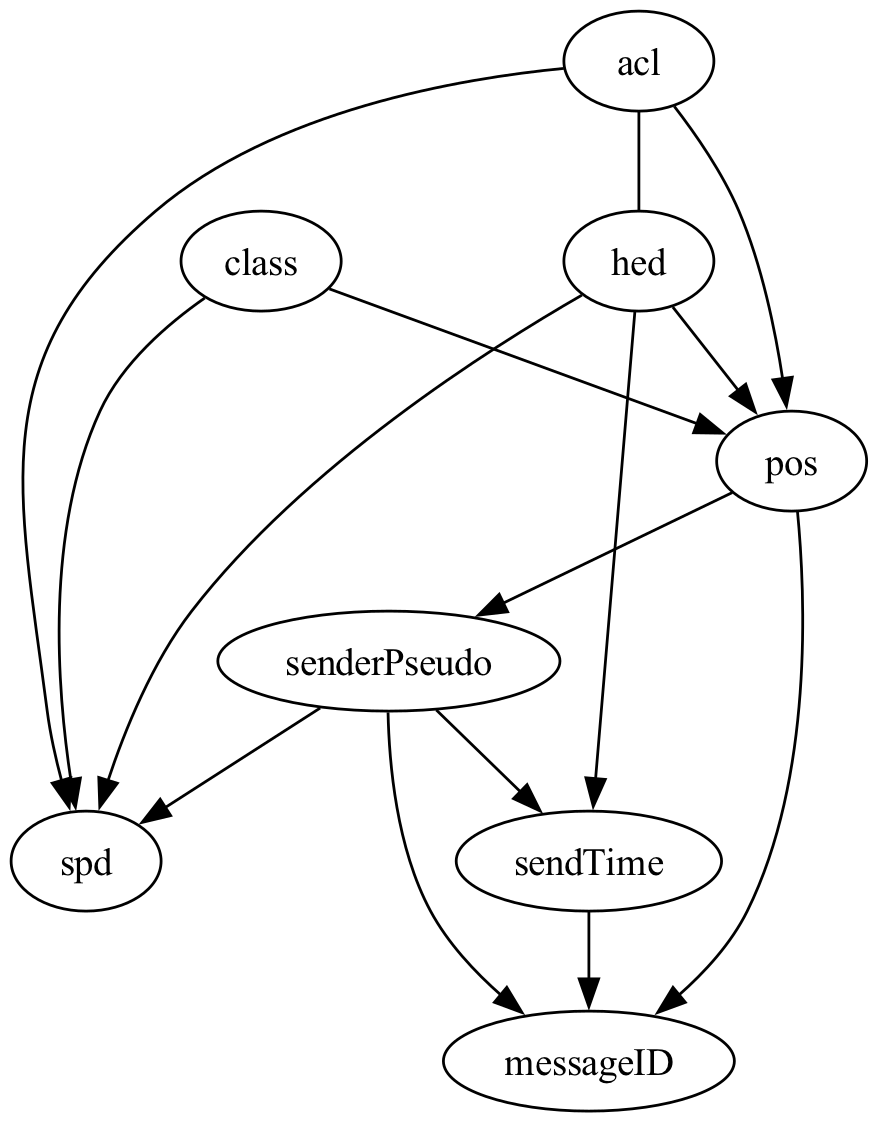 acl
class
hed
pos
senderPseudo
spd
sendTime
messageID